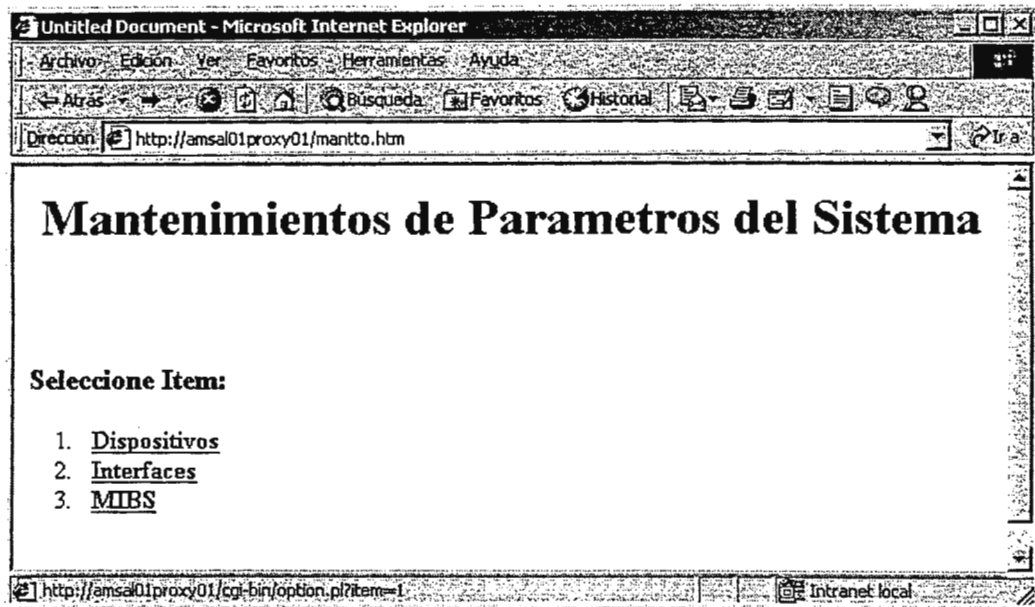 Untitled Document - Microsoft Internet Explorer
Archivo Edición Ver Favoritos Herramientas Ayuda
Atrás Búsqueda Favoritos Historial
Dirección http://amsal01proxy01/mantto.htm Ir a
Mantenimientos de Parametros del Sistema
Seleccione Item:
1. Dispositivos
2. Interfaces
3. MIBS
http://amsal01proxy01/cgi-bin/option.pl?item=1 Intranet local